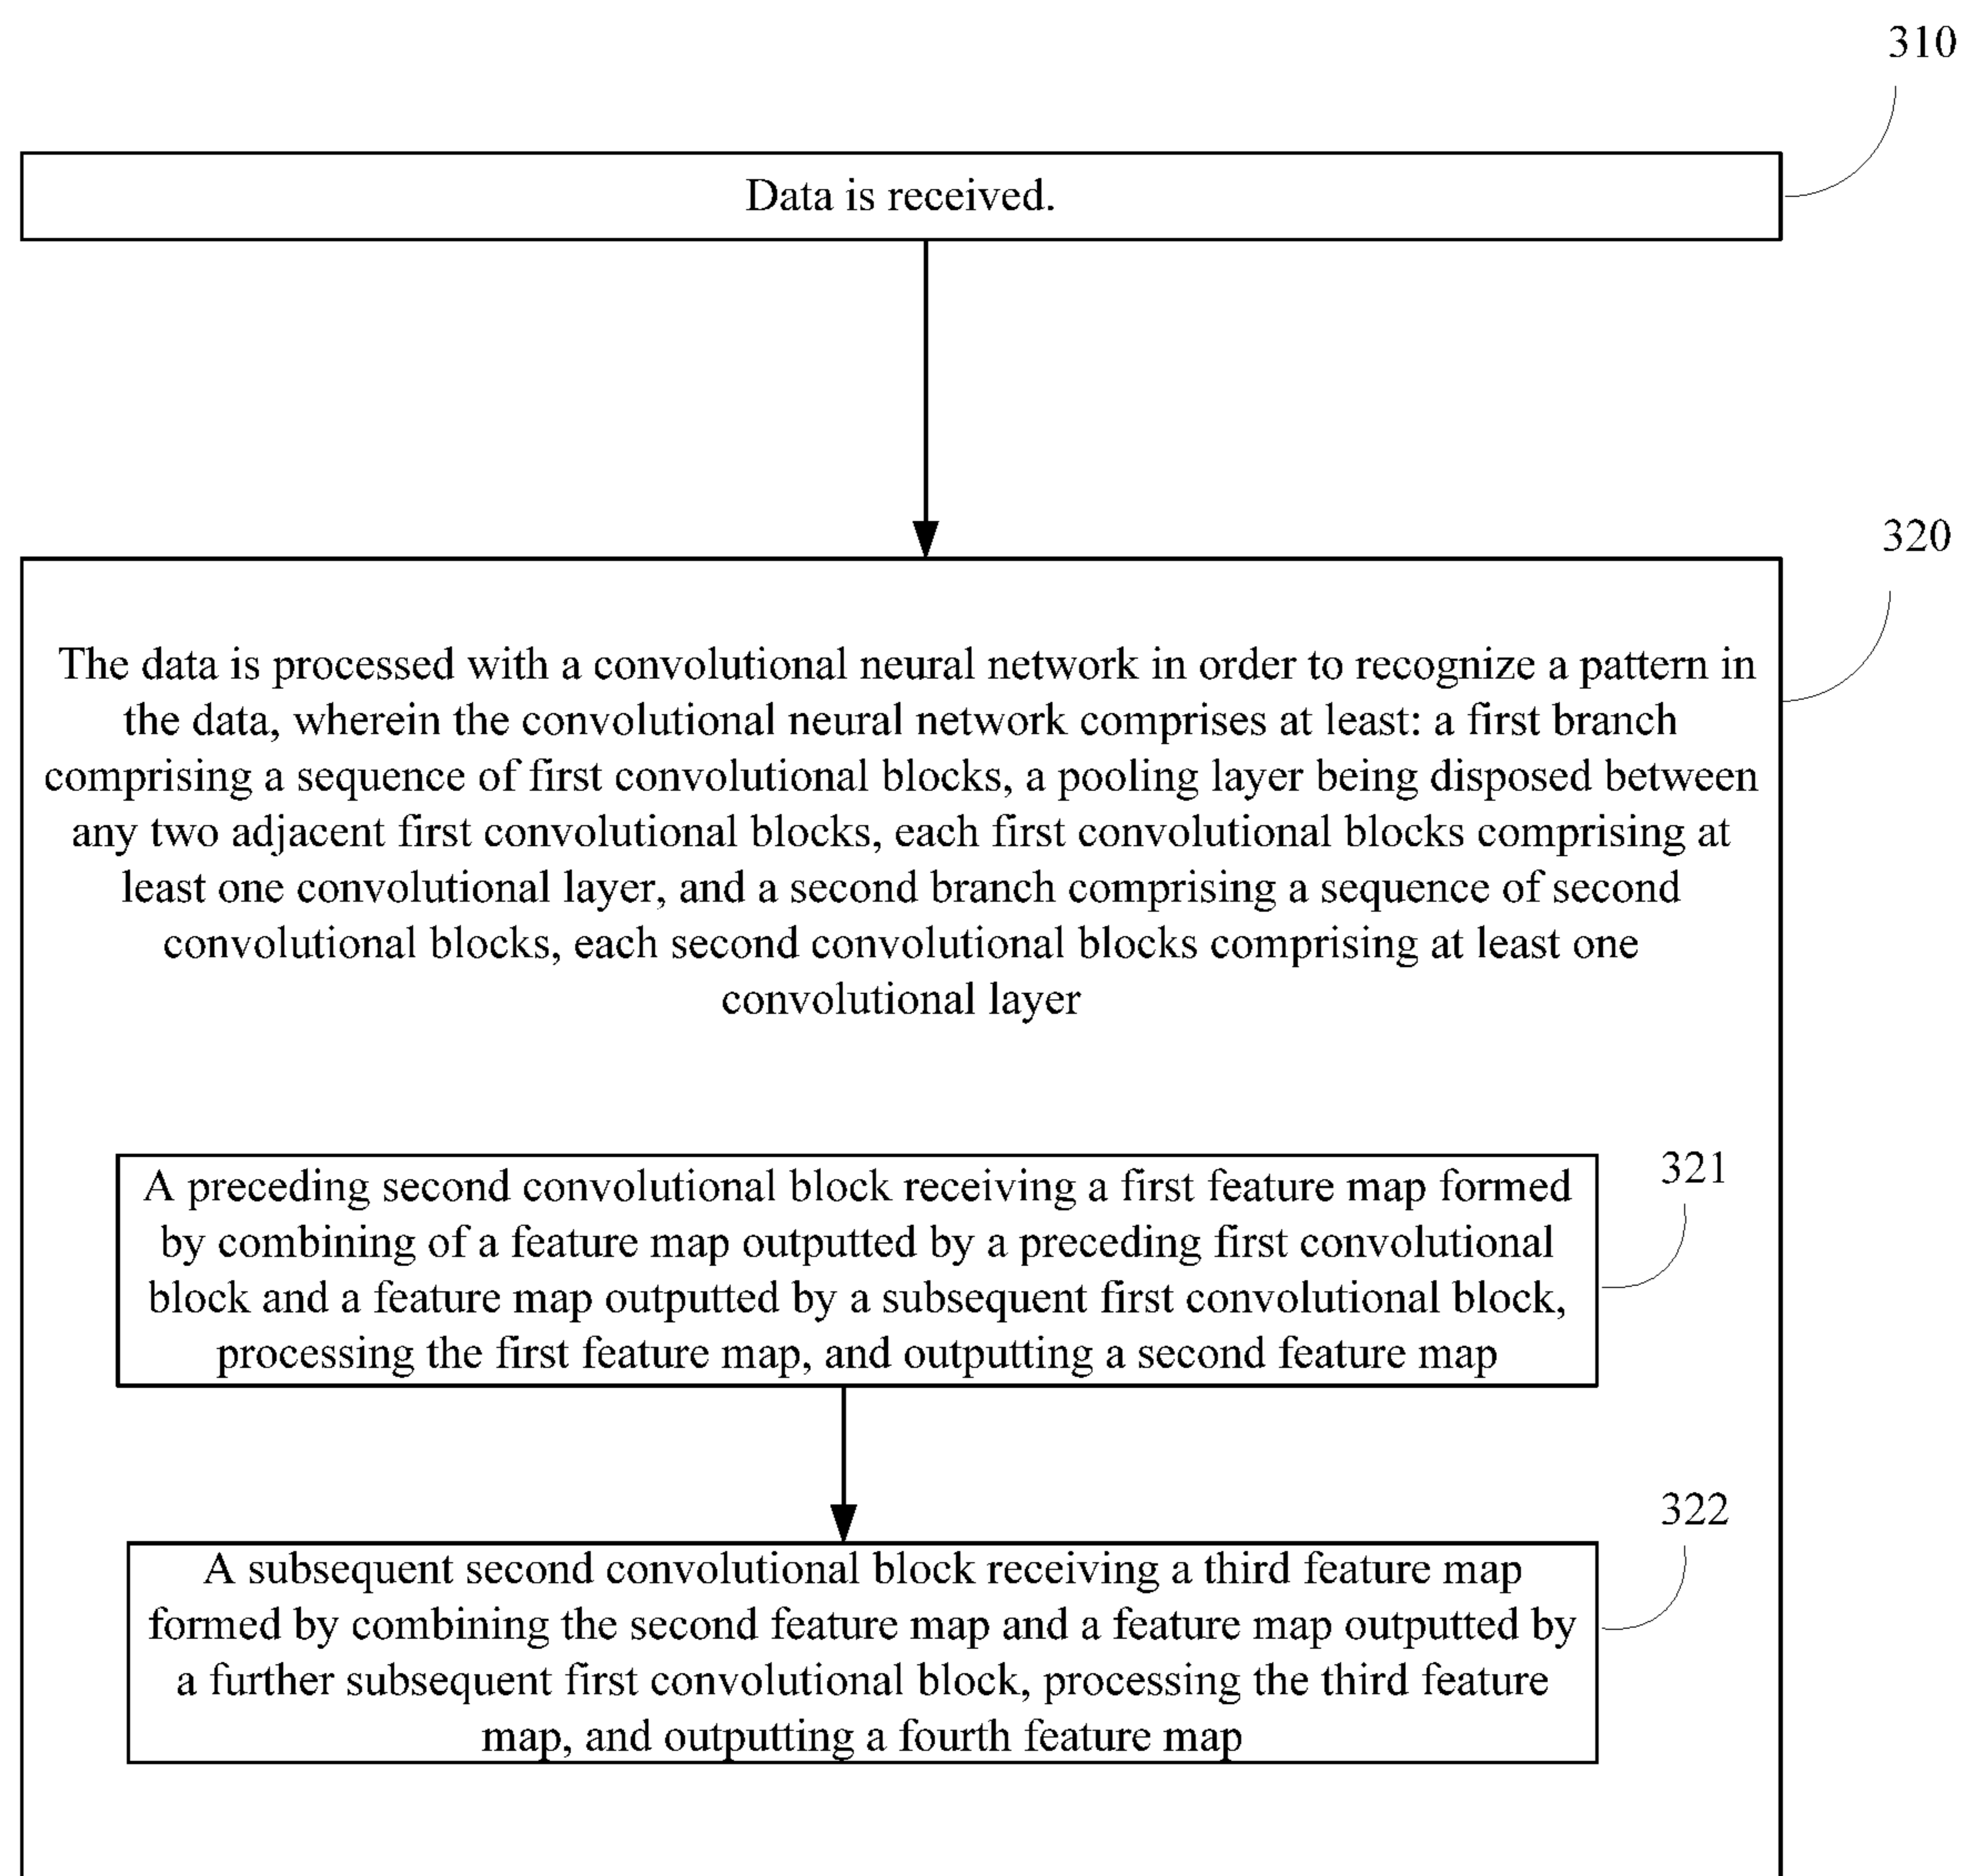 310
Data is received.
320
The data is processed with a convolutional neural network in order to recognize a pattern in
the data, wherein the convolutional neural network comprises at least: a first branch
comprising a sequence of first convolutional blocks, a pooling layer being disposed between
any two adjacent first convolutional blocks, each first convolutional blocks comprising at
least one convolutional layer, and a second branch comprising a sequence of second
convolutional blocks, each second convolutional blocks comprising at least one
convolutional layer
321
A preceding second convolutional block receiving a first feature map formed
by combining of a feature map outputted by a preceding first convolutional
block and a feature map outputted by a subsequent first convolutional block,
processing the first feature map, and outputting a second feature map
322
A subsequent second convolutional block receiving a third feature map
formed by combining the second feature map and a feature map outputted by
a further subsequent first convolutional block, processing the third feature
map, and outputting a fourth feature map